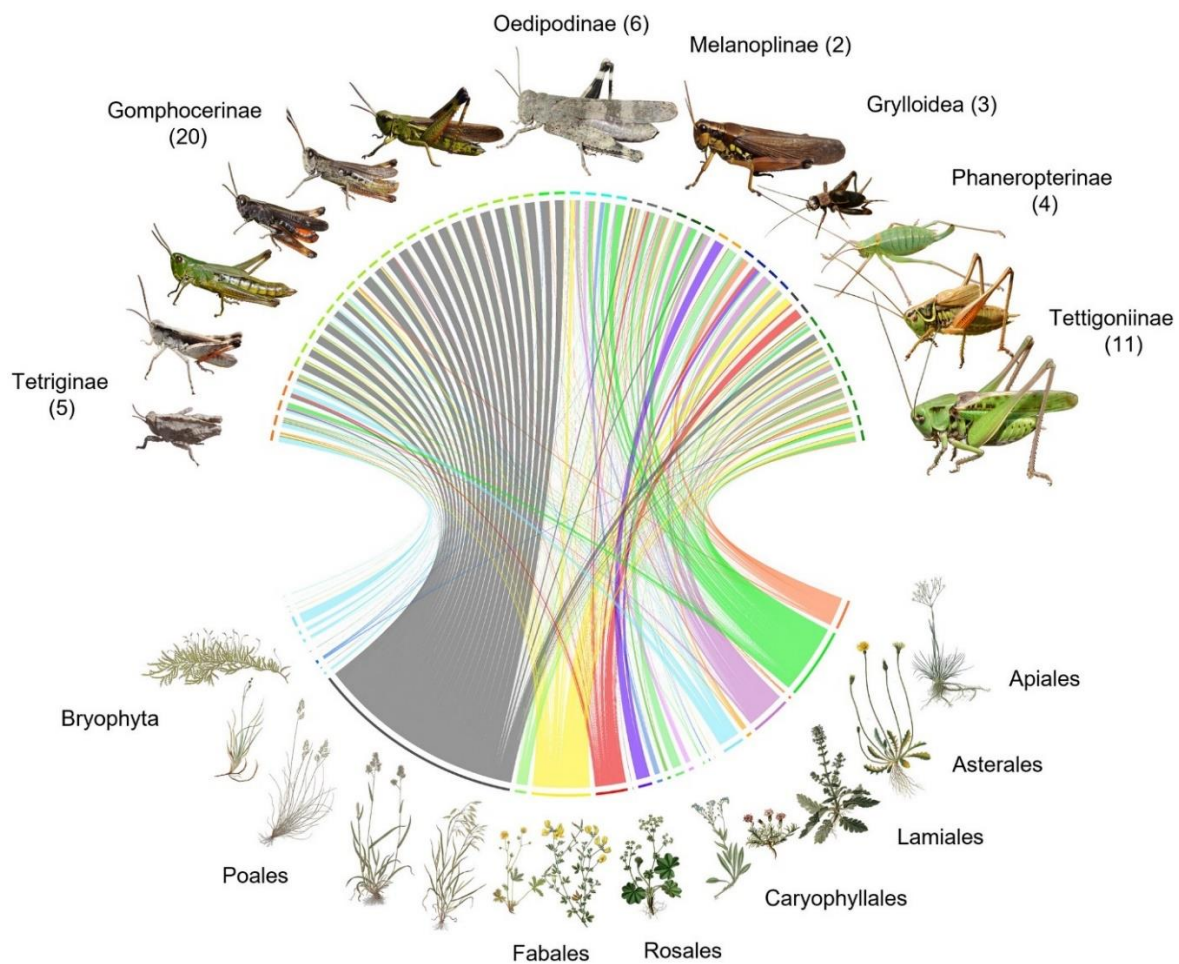 Oedipodinae (6)
Melanoplinae (2)
Gomphocerinae
(20)
Grylloidea (3)
Phaneropterinae
(4)
Tettigoniinae
(11)
Tetriginae
(5)
Bryophyta
Apiales
Asterales
Lamiales
Poales
Caryophyllales
Fabales
Rosales